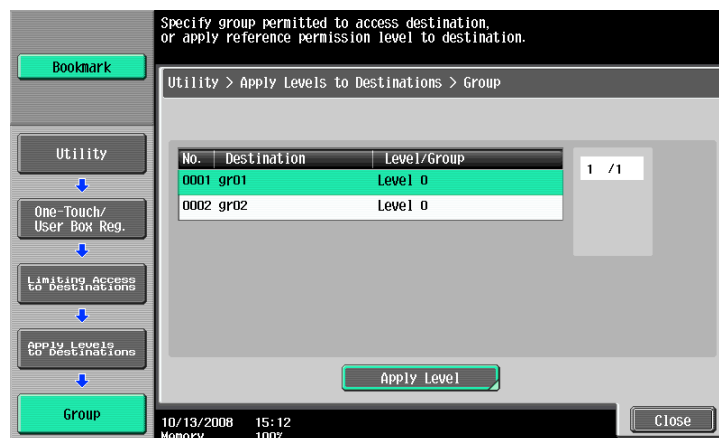 Specify group permitted to access destination,
or apply reference permission level to destination.
Bookmark
Utility > Apply Levels to Destinations > Group
Utility
One-Touch/
User Box Reg.
Limiting Access
to Destinations
Apply Levels
to Destinations
Group
No. Destination Level/Group
0001 gr01 Level 0
0002 gr02 Level 0
1 /1
Apply Level
10/13/2008 15:12
Memory 100%
Close